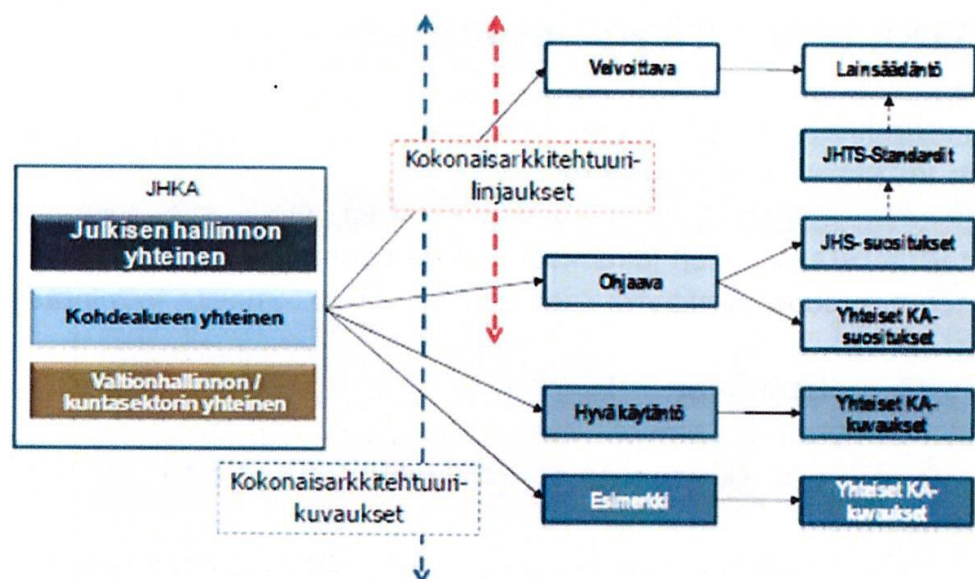 JHKA
Julkisen hallinnon
yhteinen
Kohdealueen yhteinen
Valtionhallinnon /
kuntasektorin yhteinen
Kokonaisarkkitehtuuri-
linjaukset
Kokonaisarkkitehtuuri-
kuvaukset
Velvoittava
Lainsäädäntö
JHTS-Standardit
Ohjaava
JHS- suositukset
Yhteiset KA-
suositukset
Hyvä käytäntö
Yhteiset KA-
kuvaukset
Esimerkki
Yhteiset KA-
kuvaukset